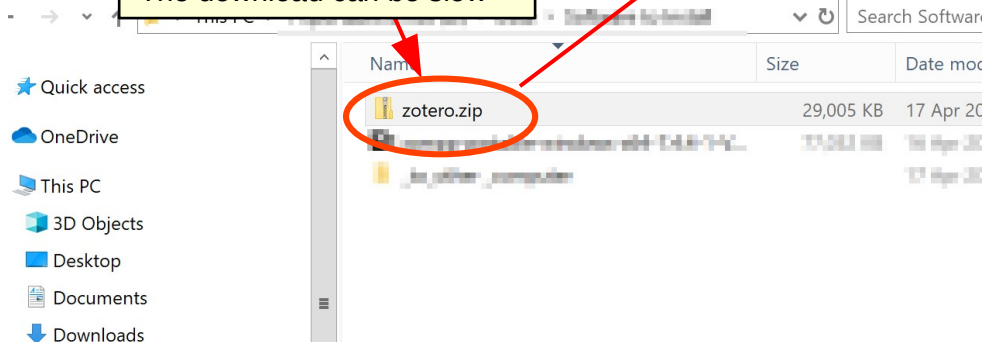 The download can be slow
This PC
Search Software
Name
Size
Date mod
Quick access
zotero.zip
29,005 KB
17 Apr 20
OneDrive
This PC
3D Objects
Desktop
Documents
Downloads